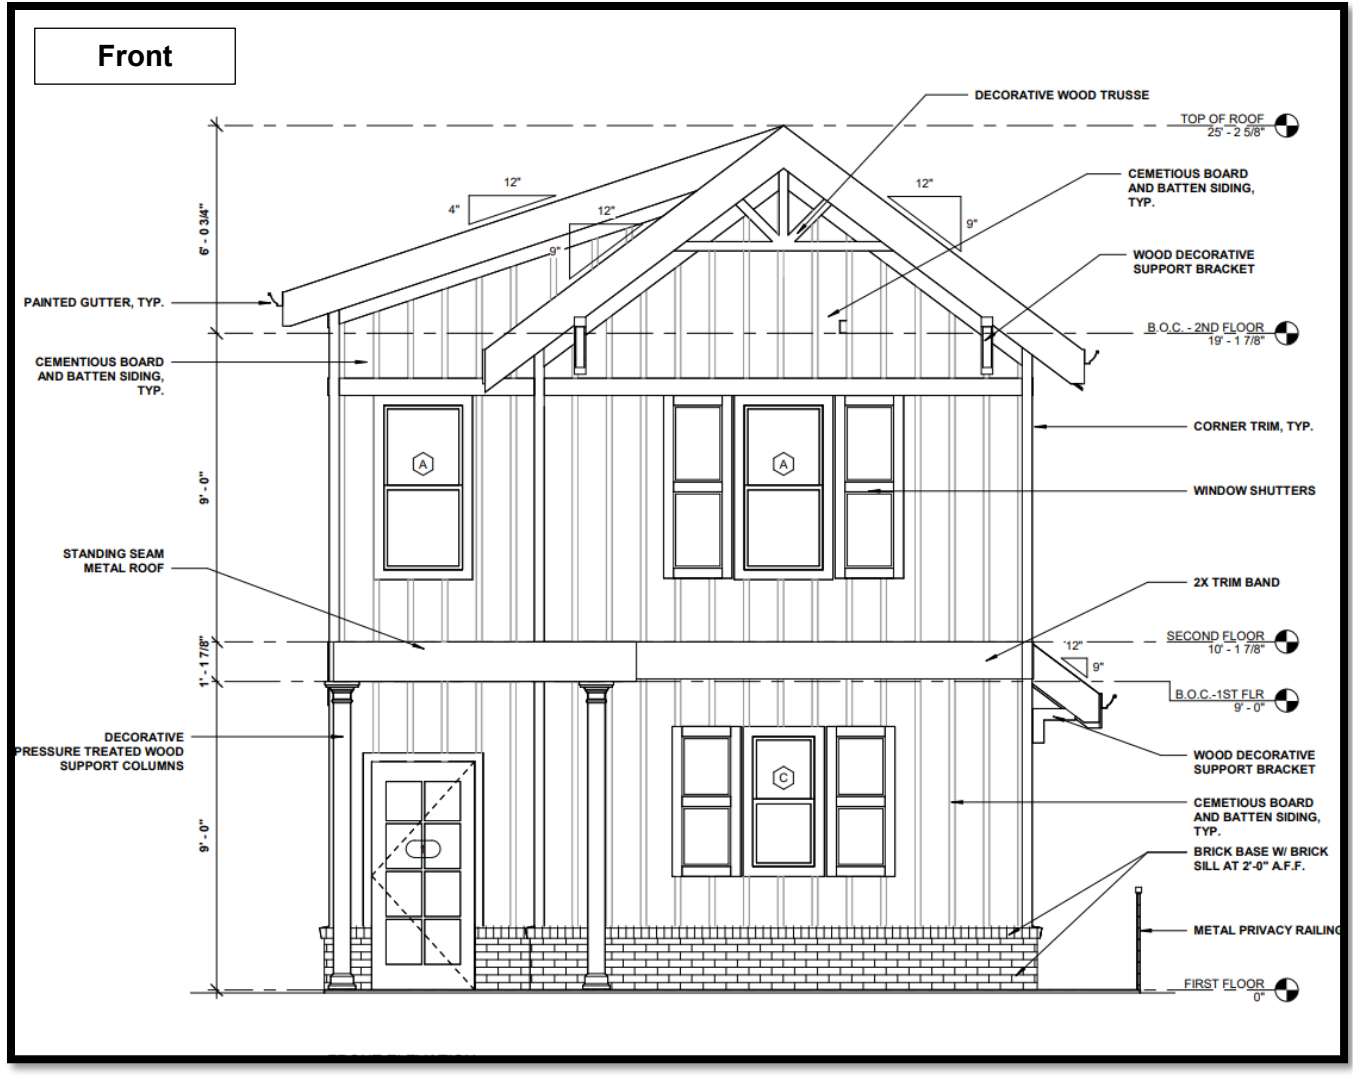 Front
DECORATIVE WOOD TRUSSE
TOP OF ROOF
25' - 2 5/8"
CEMETIOUS BOARD
AND BATTEN SIDING,
TYP.
12"
4"
12"
9"
12"
9"
6' - 0 3/4"
WOOD DECORATIVE
SUPPORT BRACKET
PAINTED GUTTER, TYP.
B.O.C. - 2ND FLOOR
19' - 1 7/8"
CEMENTIOUS BOARD
AND BATTEN SIDING,
TYP.
CORNER TRIM, TYP.
A
A
9' - 0"
WINDOW SHUTTERS
STANDING SEAM
METAL ROOF
2X TRIM BAND
SECOND FLOOR
10' - 1 7/8"
1' - 1 7/8"
12"
9"
B.O.C.-1ST FLR
9' - 0"
DECORATIVE
PRESSURE TREATED WOOD
SUPPORT COLUMNS
WOOD DECORATIVE
SUPPORT BRACKET
C
CEMETIOUS BOARD
AND BATTEN SIDING,
TYP.
9' - 0"
1
BRICK BASE W/ BRICK
SILL AT 2'-0" A.F.F.
METAL PRIVACY RAILING
FIRST FLOOR
0"